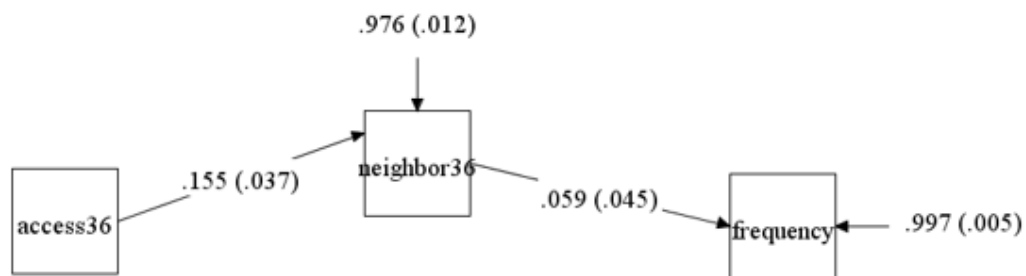 .976 (.012)
neighbor36
.155 (.037)
.059 (.045)
access36
frequency
.997 (.005)